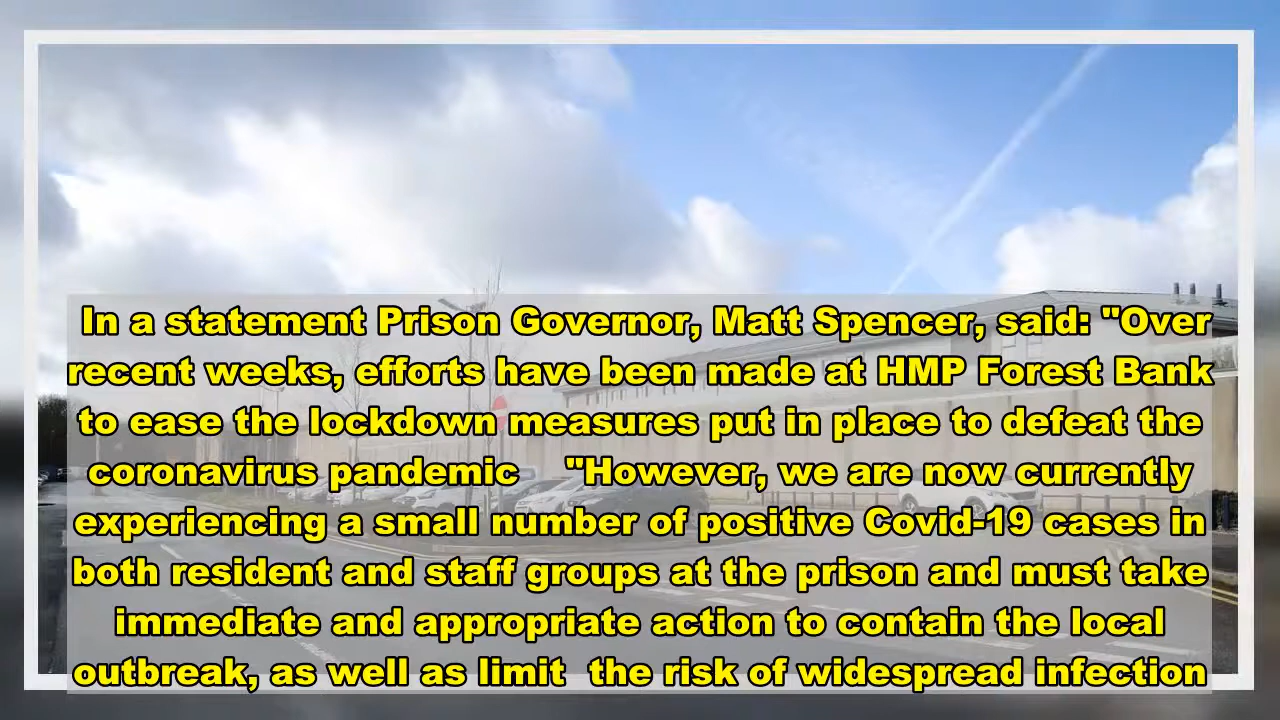 In a statement Prison Governor, Matt Spencer, said: "Over
recent weeks, efforts have been made at HMP Forest Bank
to ease the lockdown measures put in place to defeat the
coronavirus pandemic "However, we are now currently
experiencing a small number of positive Covid-19 cases in
both resident and staff groups at the prison and must take
immediate and appropriate action to contain the local
outbreak, as well as limit the risk of widespread infection